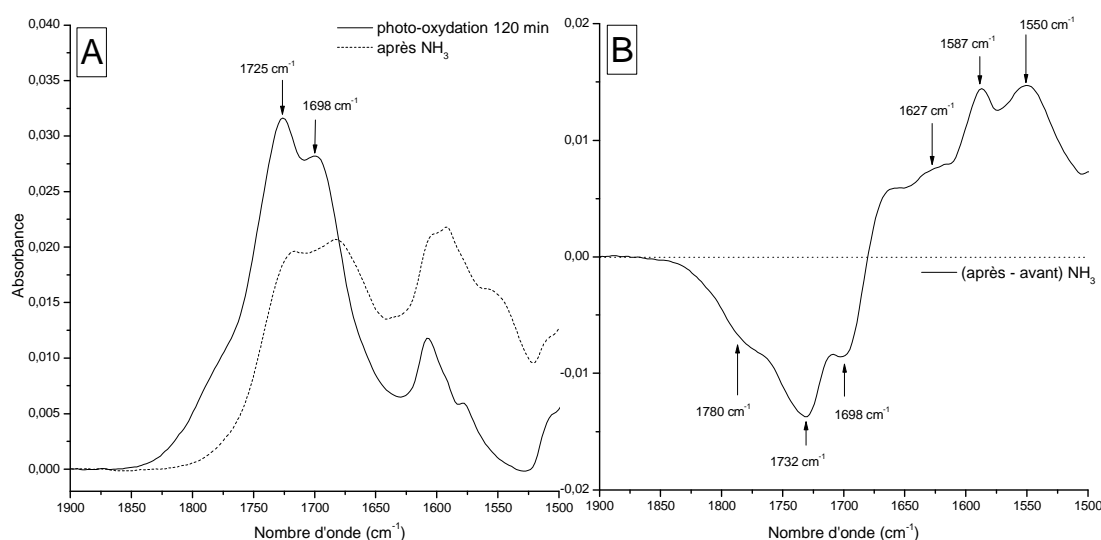 A
photo-oxydation 120 min
après NH₃
1725 cm⁻¹
1698 cm⁻¹
0,040
0,035
0,030
0,025
0,020
0,015
0,010
0,005
0,000
Absorbance
1900 1850 1800 1750 1700 1650 1600 1550 1500
Nombre d'onde (cm⁻¹)
B
1587 cm⁻¹
1550 cm⁻¹
1627 cm⁻¹
(après - avant) NH₃
1780 cm⁻¹
1698 cm⁻¹
1732 cm⁻¹
0,02
0,01
0,00
-0,01
-0,02
1900 1850 1800 1750 1700 1650 1600 1550 1500
Nombre d'onde (cm⁻¹)